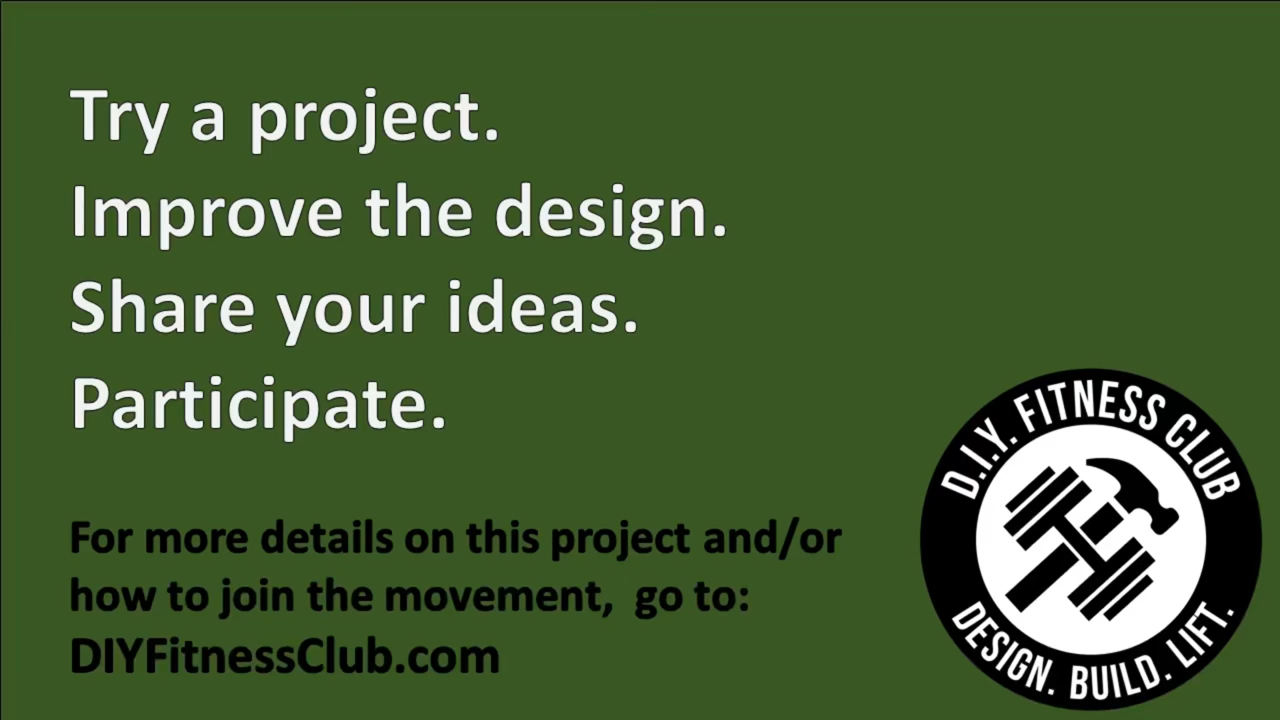 Try a project.
Improve the design.
Share your ideas.
Participate.
For more details on this project and/or
how to join the movement,  go to:
DIYFitnessClub.com
D.I.Y. FITNESS CLUB
DESIGN. BUILD. LIFT.